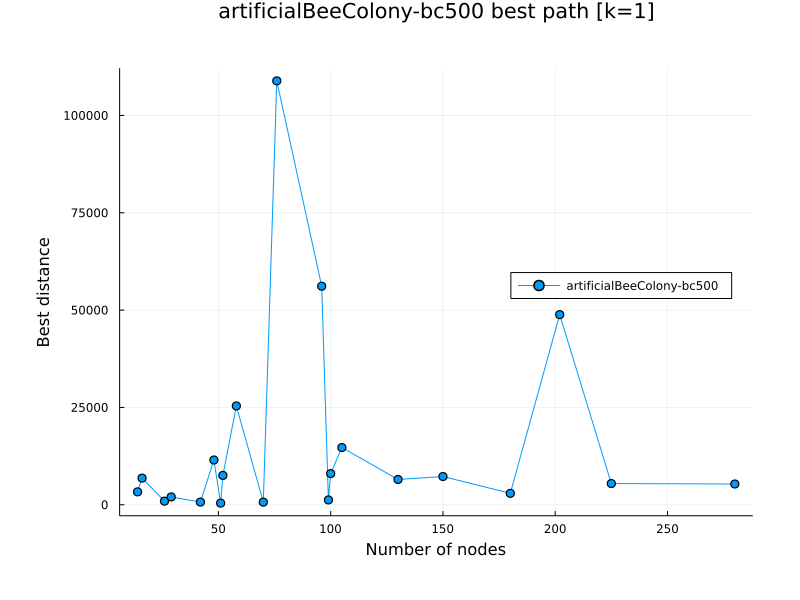 artificialBeeColony-bc500 best path [k=1]
100000
75000
50000
25000
0
Best distance
artificialBeeColony-bc500
50
100
150
200
250
Number of nodes